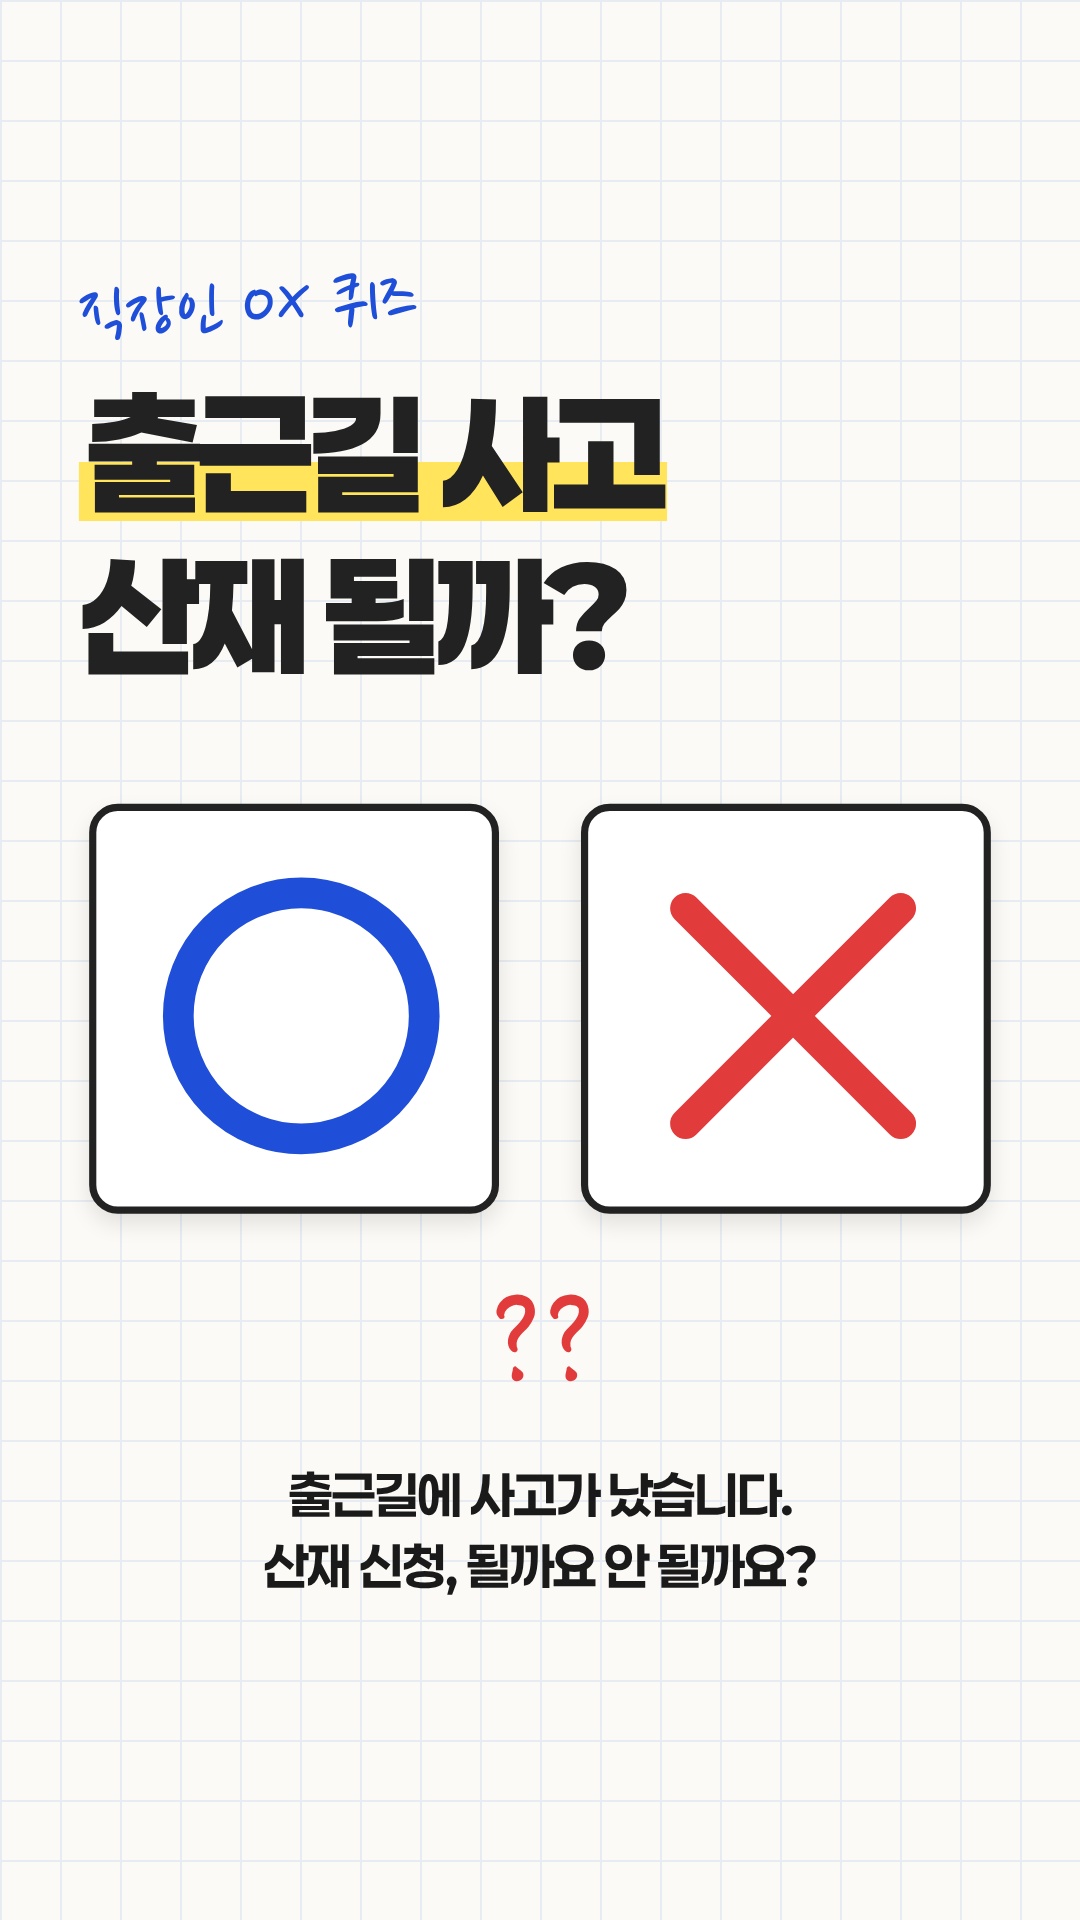 직장인 OX 퀴즈
출근길 사고
산재 될까?
??
출근길에 사고가 났습니다.
산재 신청, 될까요 안 될까요?